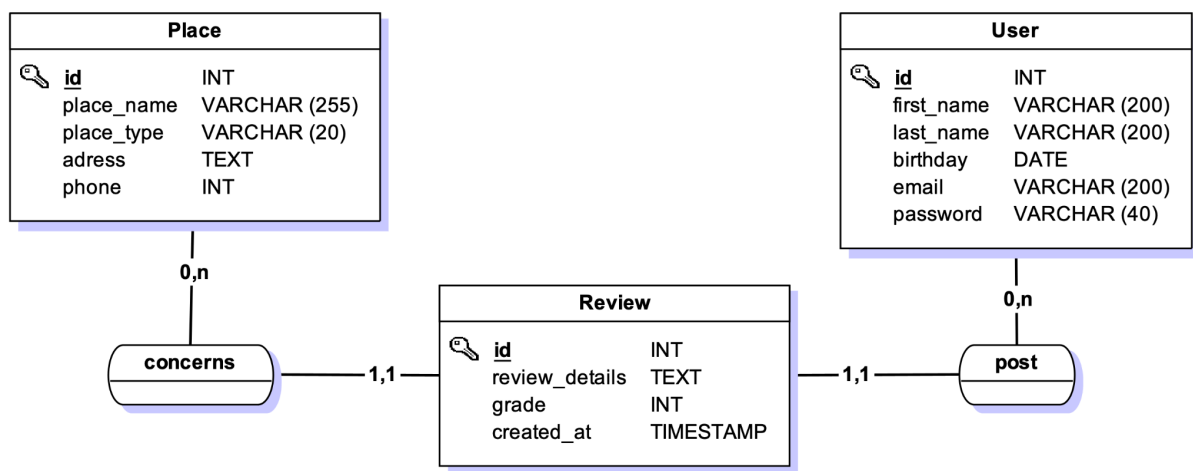 Place
id INT
place_name VARCHAR (255)
place_type VARCHAR (20)
adress TEXT
phone INT
User
id INT
first_name VARCHAR (200)
last_name VARCHAR (200)
birthday DATE
email VARCHAR (200)
password VARCHAR (40)
0,n
0,n
concerns
1,1
Review
id INT
review_details TEXT
grade INT
created_at TIMESTAMP
1,1
post